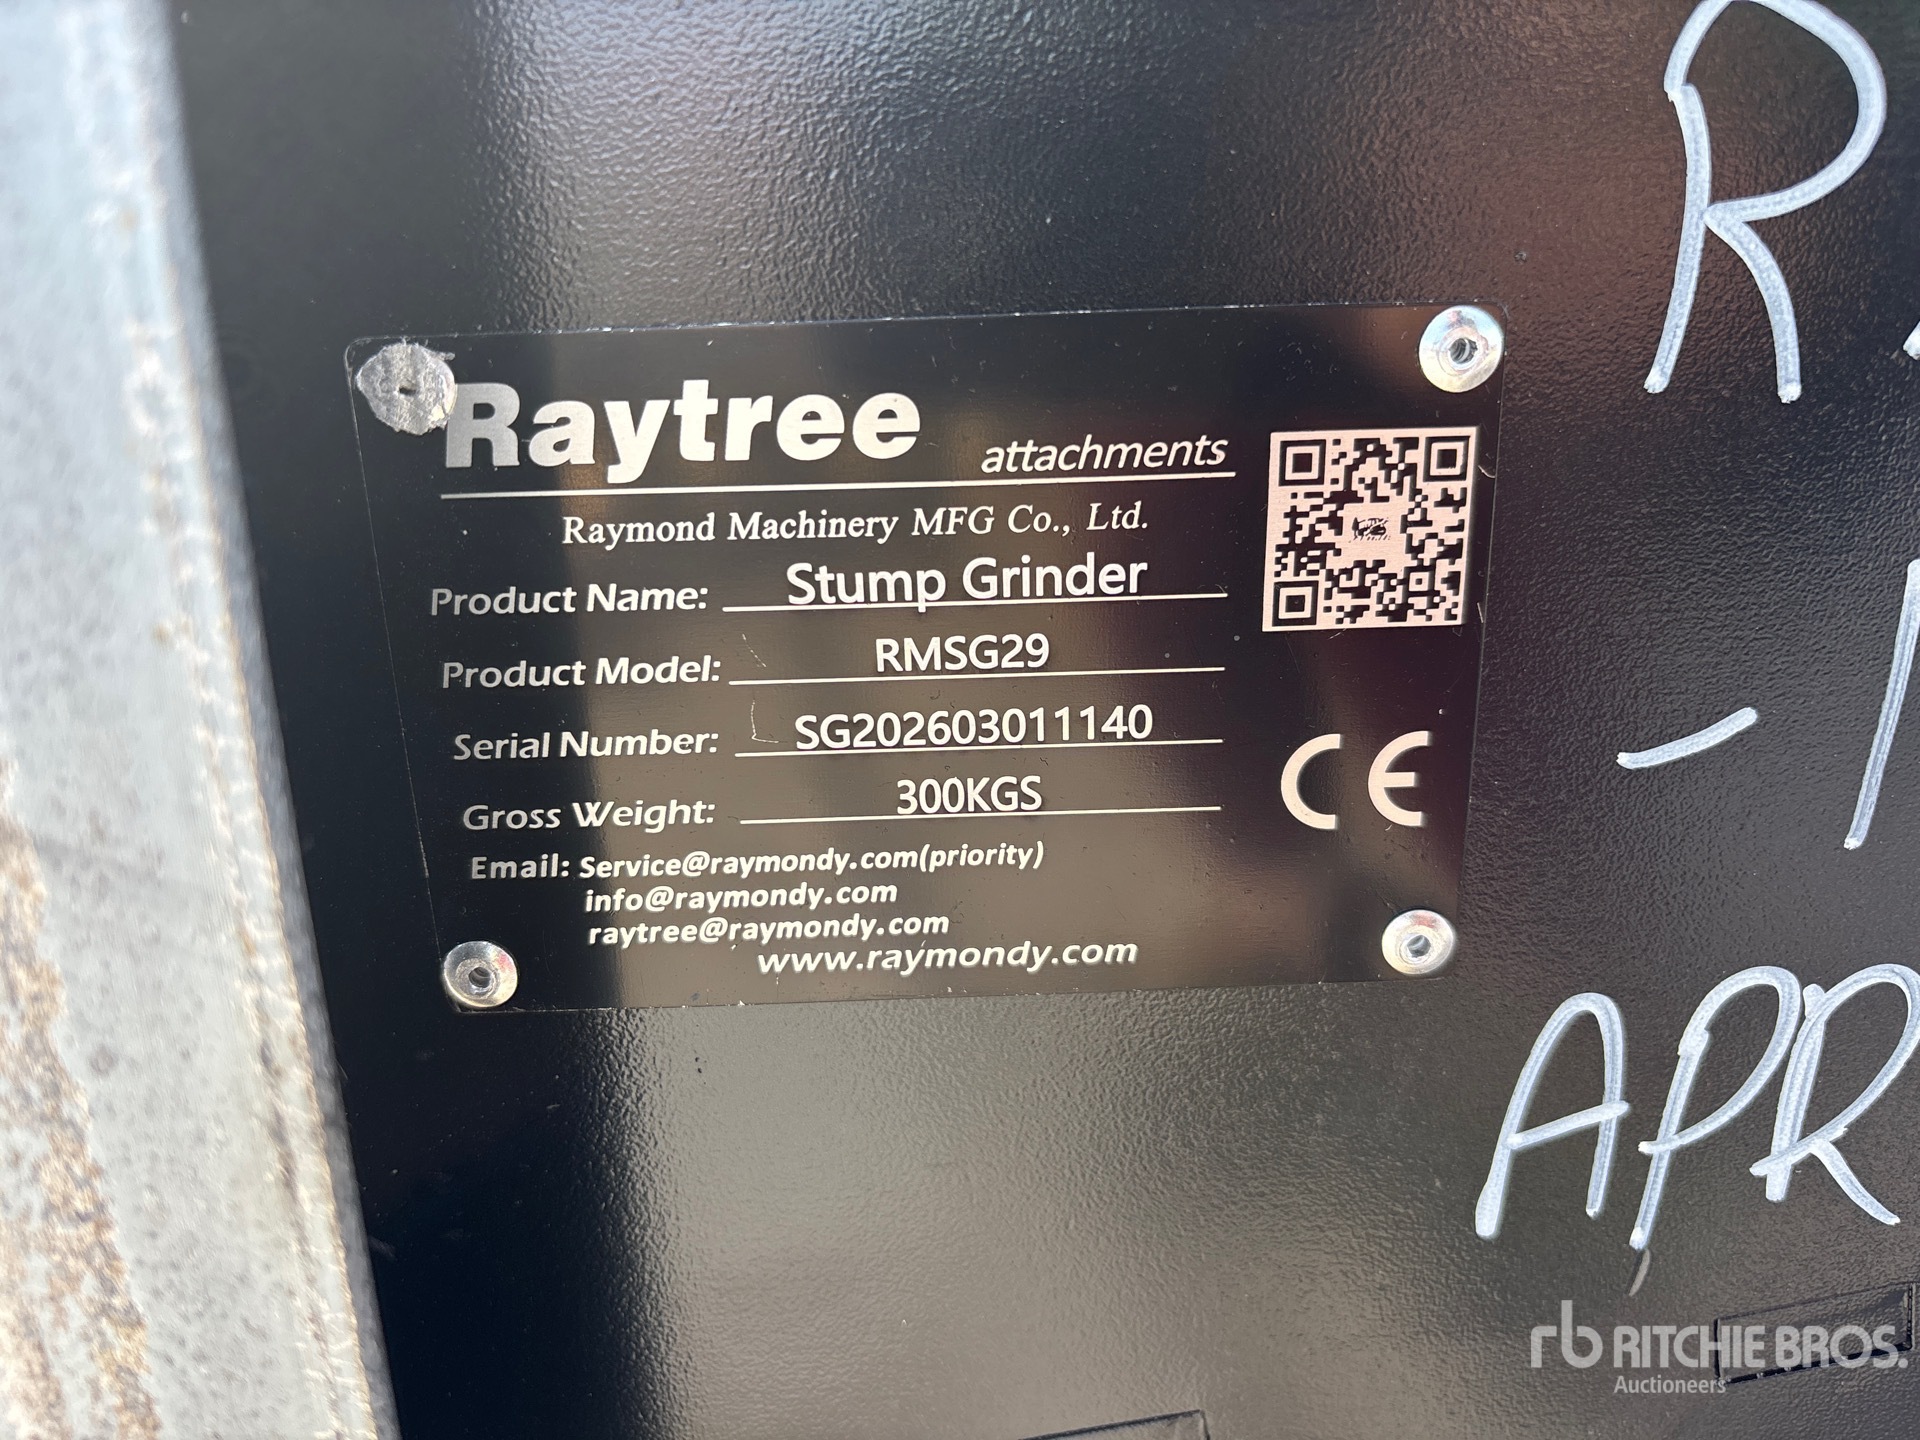 Raytree attachments
Raymond Machinery MFG Co., Ltd.
Product Name: Stump Grinder
Product Model: RMSG29
Serial Number: SG202603011140
Gross Weight: 300KGS
CE
Email: Service@raymondy.com(priority)
info@raymondy.com
raytree@raymondy.com
www.raymondy.com
R
APR
rb RITCHIE BROS.
Auctioneers